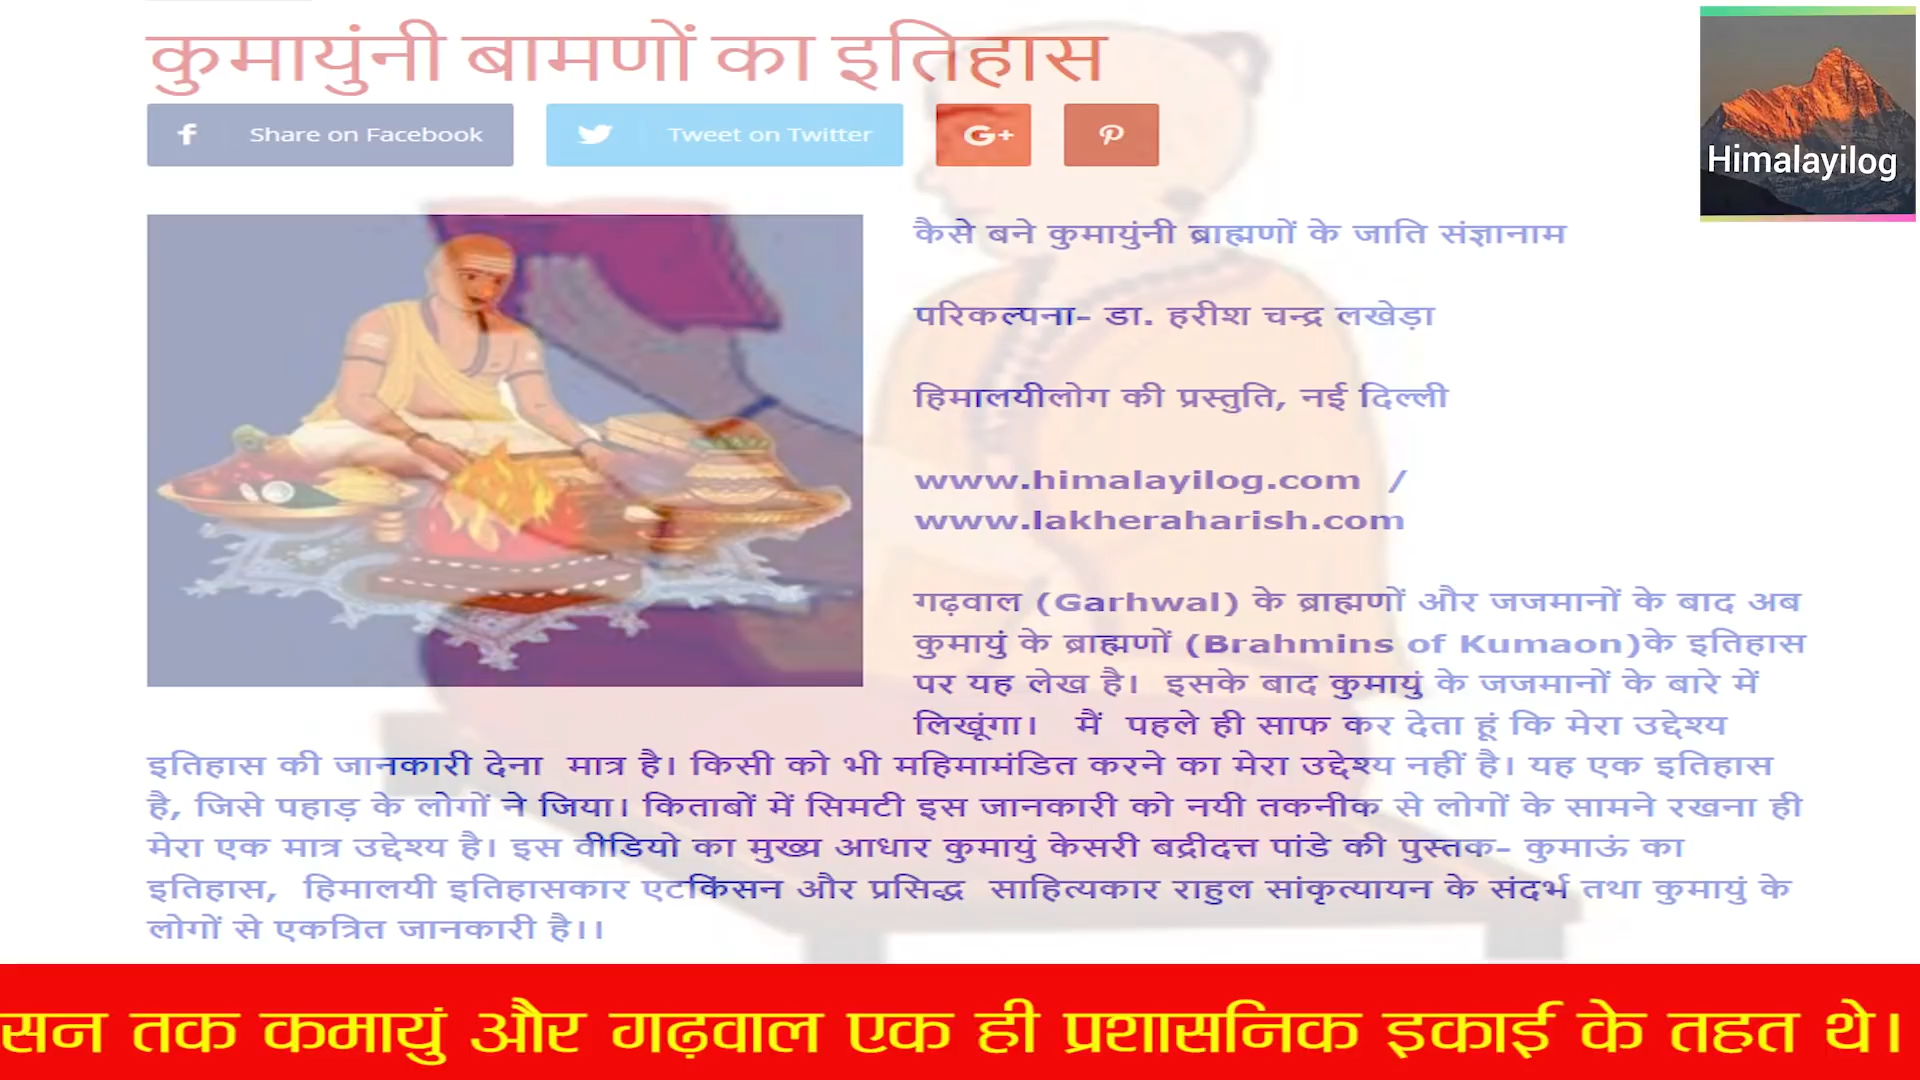 कुमायुंनी बामणों का इतिहास
Share on Facebook
Tweet on Twitter
G+
Himalayilog
कैसे बने कुमायुंनी ब्राह्मणों के जाति संज्ञानाम
परिकल्पना- डा. हरीश चन्द्र लखेड़ा
हिमालयीलोग की प्रस्तुति, नई दिल्ली
www.himalayilog.com /
www.lakheraharish.com
गढ़वाल (Garhwal) के ब्राह्मणों और जजमानों के बाद अब
कुमायुं के ब्राह्मणों (Brahmins of Kumaon)के इतिहास
पर यह लेख है। इसके बाद कुमायुं के जजमानों के बारे में
लिखूंगा। मैं पहले ही साफ कर देता हूं कि मेरा उद्देश्य
इतिहास की जानकारी देना मात्र है। किसी को भी महिमामंडित करने का मेरा उद्देश्य नहीं है। यह एक इतिहास
है, जिसे पहाड़ के लोगों ने जिया। किताबों में सिमटी इस जानकारी को नयी तकनीक से लोगों के सामने रखना ही
मेरा एक मात्र उद्देश्य है। इस वीडियो का मुख्य आधार कुमायुं केसरी बद्रीदत्त पांडे की पुस्तक- कुमाऊं का
इतिहास, हिमालयी इतिहासकार एटकिंसन और प्रसिद्ध साहित्यकार राहुल सांकृत्यायन के संदर्भ तथा कुमायुं के
लोगों से एकत्रित जानकारी है।।
सन तक कमायुं और गढ़वाल एक ही प्रशासनिक इकाई के तहत थे।